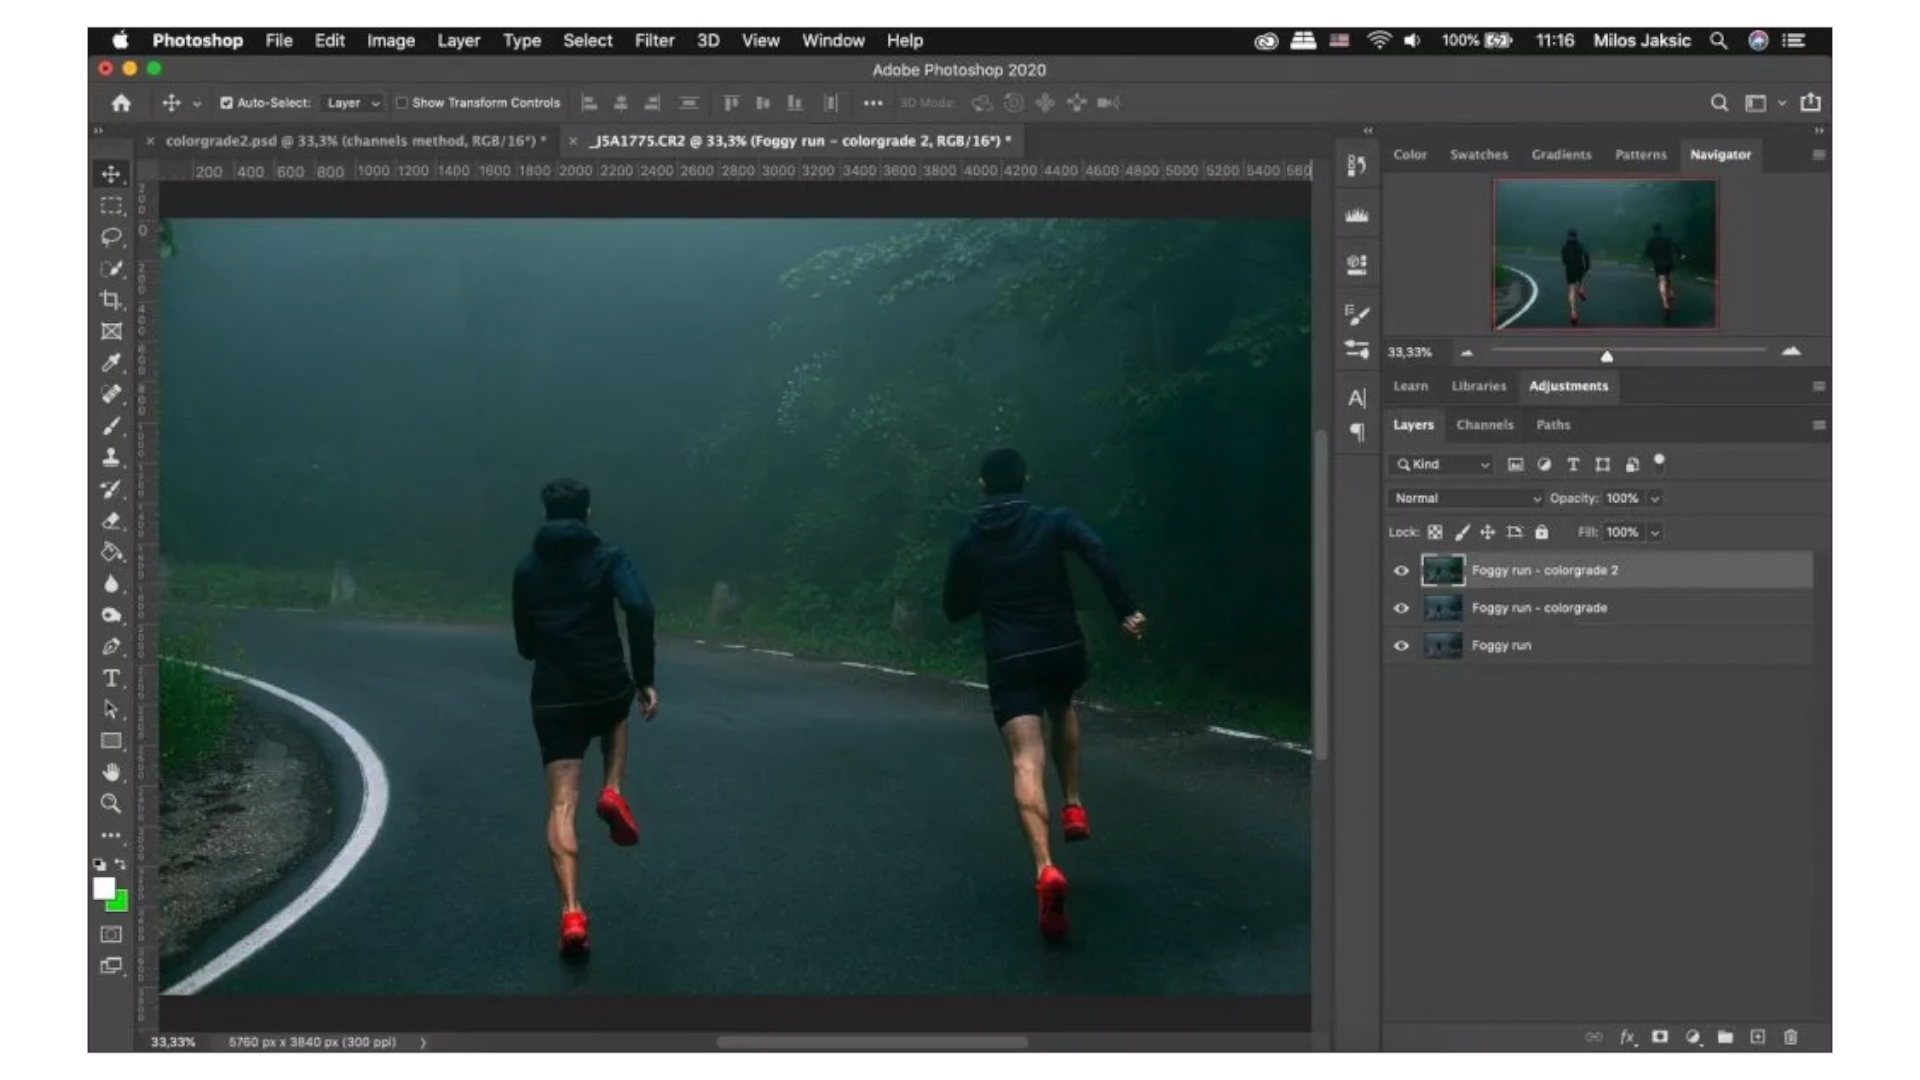 Photoshop File Edit Image Layer Type Select Filter 3D View Window Help 100% 11:16 Milos Jaksic
Adobe Photoshop 2020
Auto-Select: Layer Show Transform Controls 3D Mode:
colorgrade2.psd @ 33,3% (channels method, RGB/16*) * _J5A1775.CR2 @ 33,3% (Foggy run - colorgrade 2, RGB/16*) *
200 400 600 800 1000 1200 1400 1600 1800 2000 2200 2400 2600 2800 3000 3200 3400 3600 3800 4000 4200 4400 4600 4800 5000 5200 5400 560
Color Swatches Gradients Patterns Navigator
33,33%
Learn Libraries Adjustments
Layers Channels Paths
Kind
Normal Opacity: 100%
Lock: Fill: 100%
Foggy run - colorgrade 2
Foggy run - colorgrade
Foggy run
33,33% 5760 px x 3840 px (300 ppi)